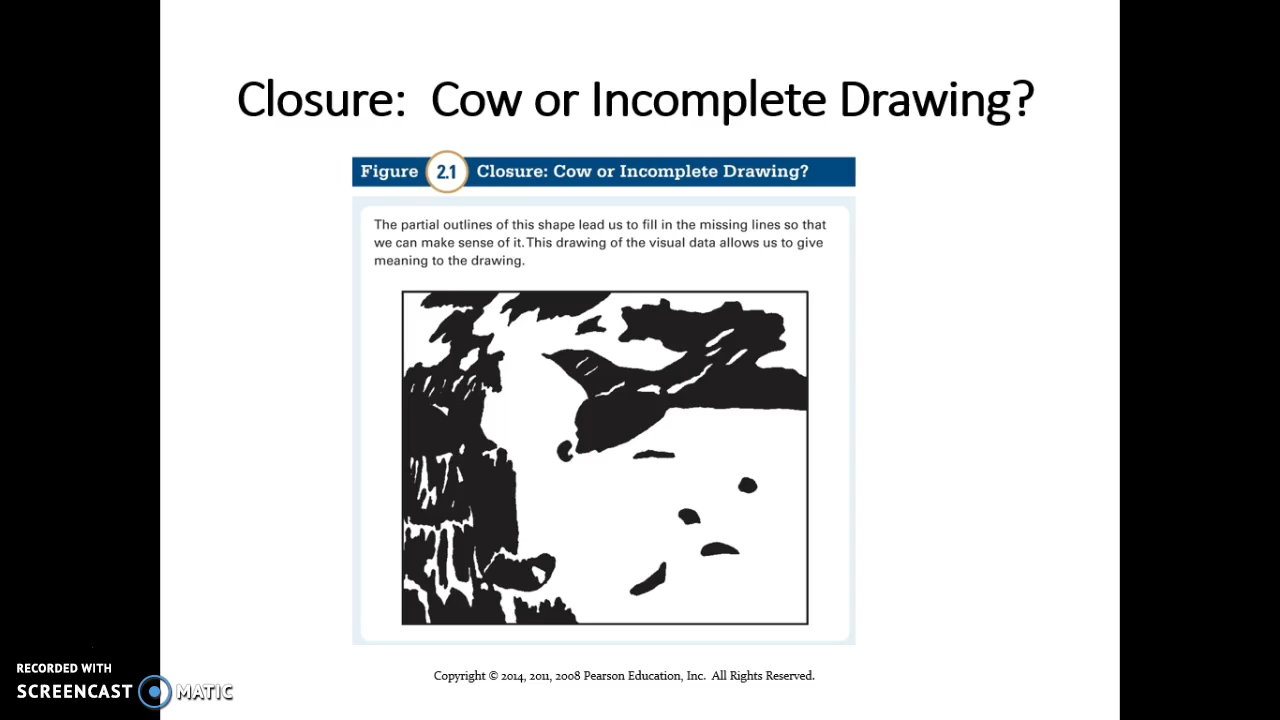 Closure:  Cow or Incomplete Drawing?
Figure 2.1 Closure: Cow or Incomplete Drawing?
The partial outlines of this shape lead us to fill in the missing lines so that
we can make sense of it. This drawing of the visual data allows us to give
meaning to the drawing.
Copyright © 2014, 2011, 2008 Pearson Education, Inc.  All Rights Reserved.
RECORDED WITH
SCREENCAST MATIC